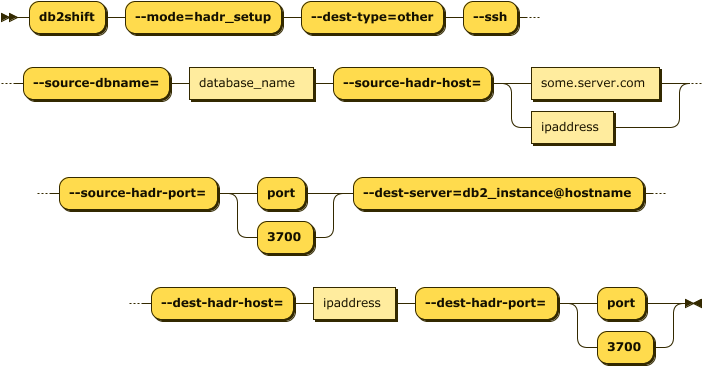 db2shift --mode=hadr_setup --dest-type=other --ssh
--source-dbname= database_name --source-hadr-host= some.server.com
ipaddress
--source-hadr-port= port --dest-server=db2_instance@hostname
3700
--dest-hadr-host= ipaddress --dest-hadr-port= port
3700